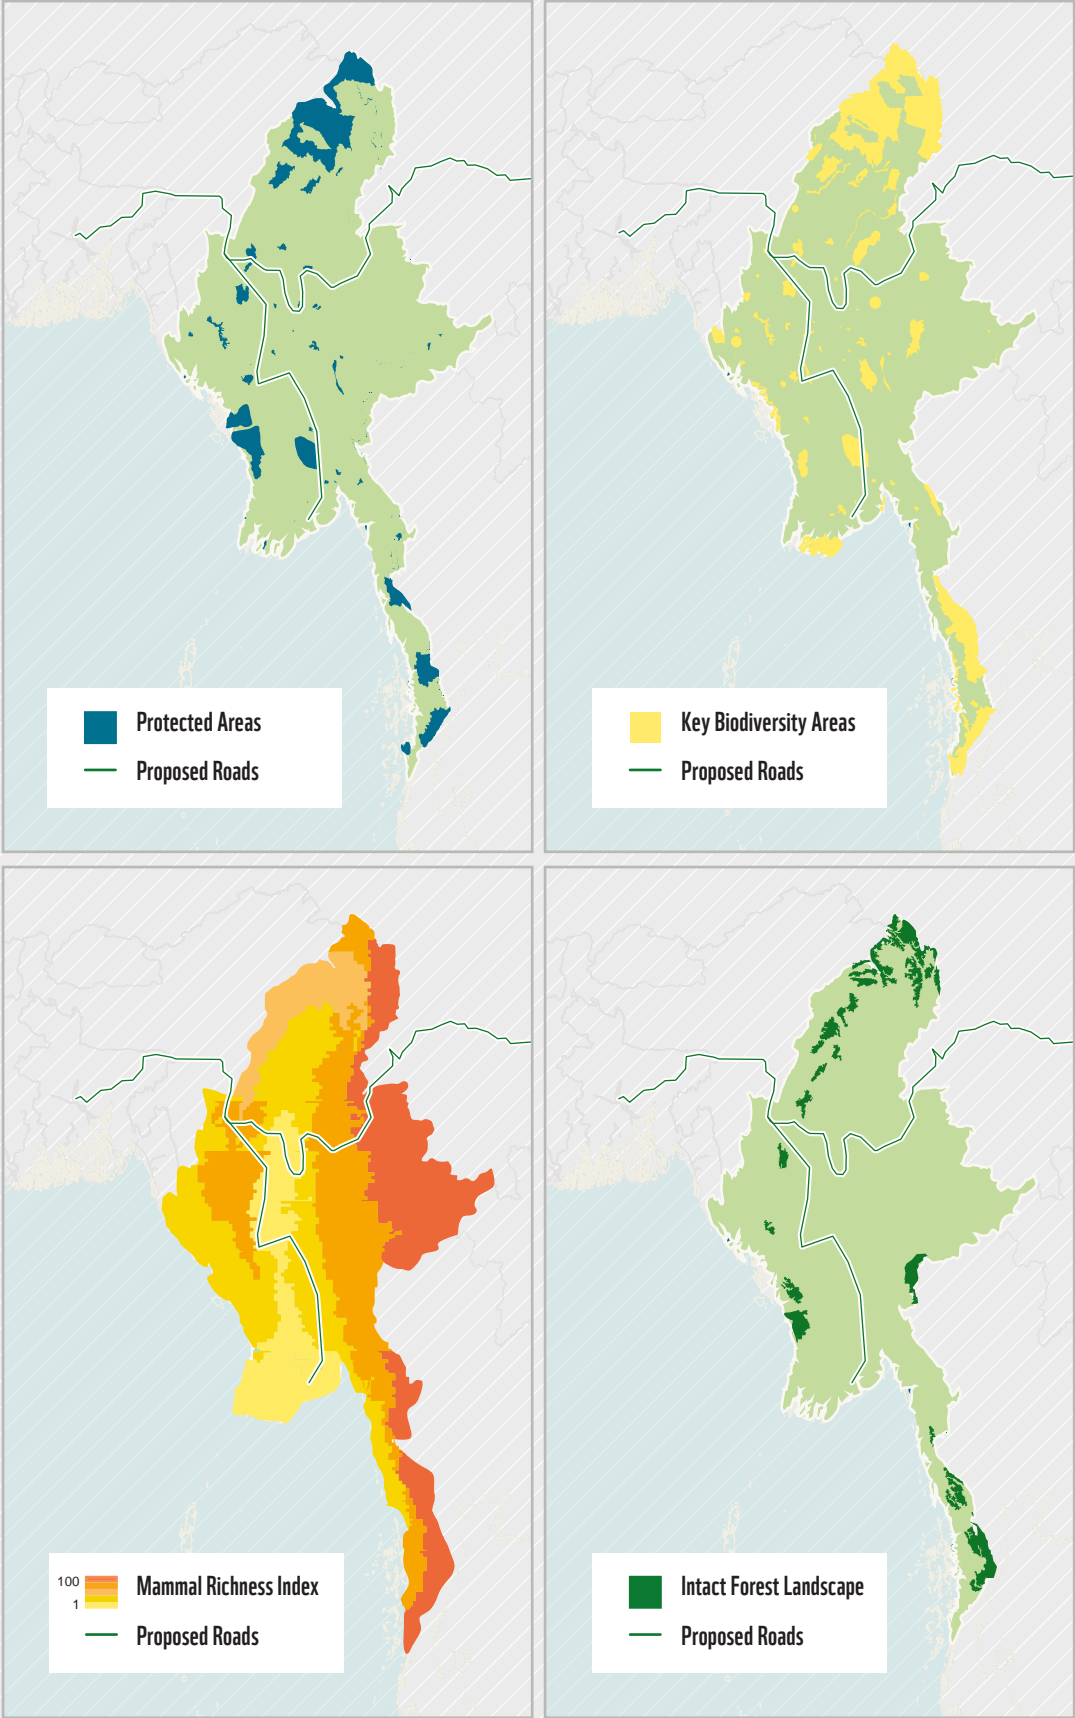 Protected Areas
Proposed Roads
Key Biodiversity Areas
Proposed Roads
100
1
Mammal Richness Index
Proposed Roads
Intact Forest Landscape
Proposed Roads